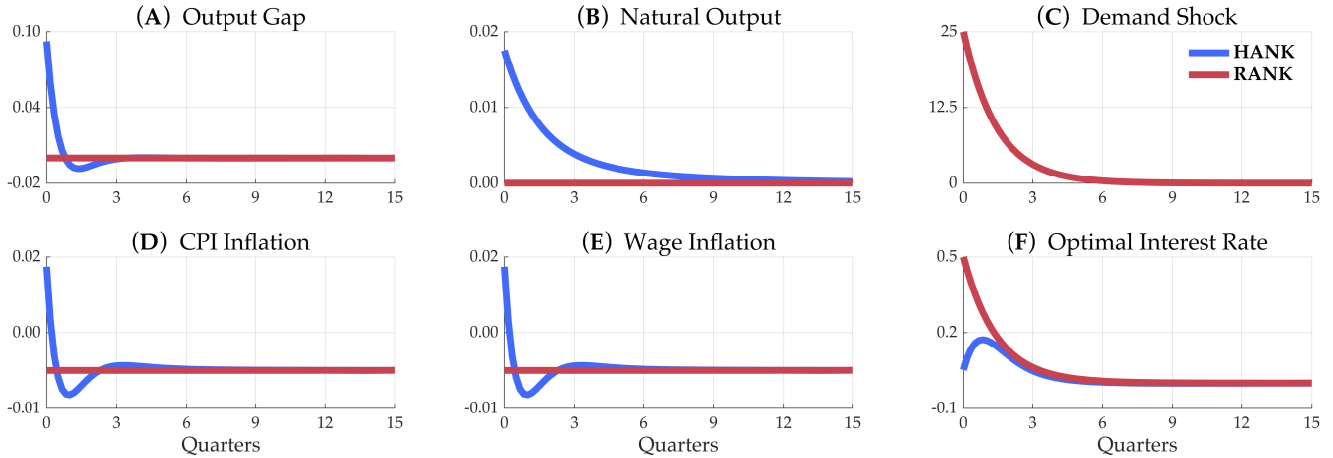 (A) Output Gap
0.10
0.04
-0.02
0 3 6 9 12 15
(B) Natural Output
0.02
0.01
0.00
0 3 6 9 12 15
(C) Demand Shock
25
12.5
0
0 3 6 9 12 15
HANK
RANK
(D) CPI Inflation
0.02
0.00
-0.01
0 3 6 9 12 15
Quarters
(E) Wage Inflation
0.02
0.00
-0.01
0 3 6 9 12 15
Quarters
(F) Optimal Interest Rate
0.5
0.2
-0.1
0 3 6 9 12 15
Quarters